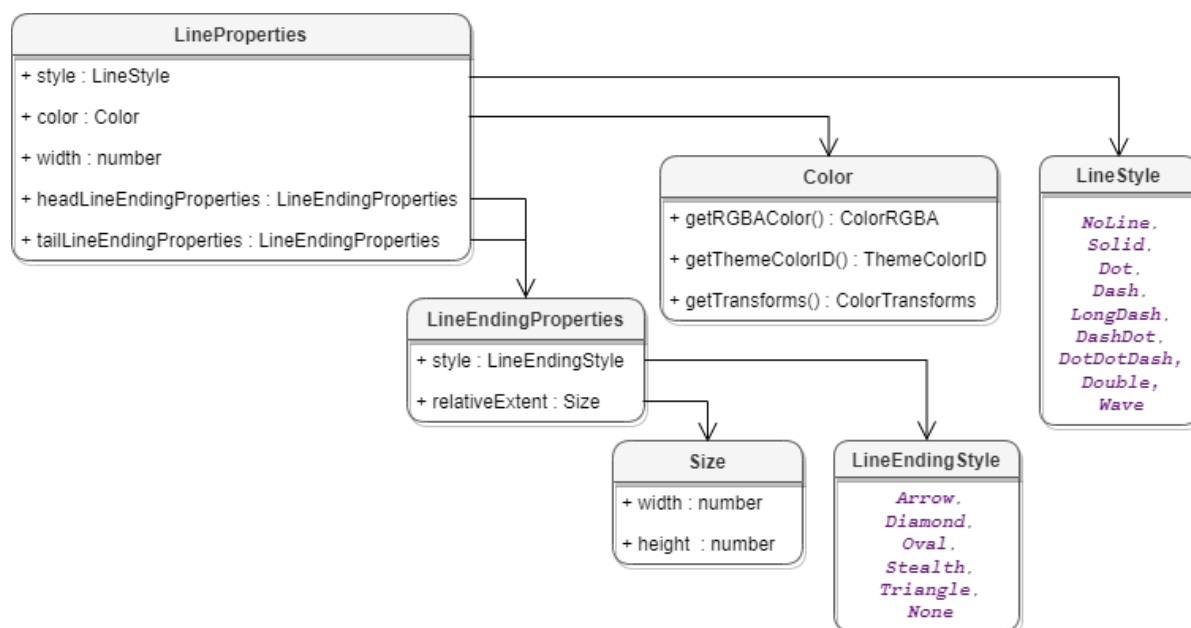 LineProperties
+ style : LineStyle
+ color : Color
+ width : number
+ headLineEndingProperties : LineEndingProperties
+ tailLineEndingProperties : LineEndingProperties
Color
+ getRGBAColor() : ColorRGBA
+ getThemeColorID() : ThemeColorID
+ getTransforms() : ColorTransforms
LineStyle
NoLine,
Solid,
Dot,
Dash,
LongDash,
DashDot,
DotDotDash,
Double,
Wave
LineEndingProperties
+ style : LineEndingStyle
+ relativeExtent : Size
Size
+ width : number
+ height : number
LineEndingStyle
Arrow,
Diamond,
Oval,
Stealth,
Triangle,
None